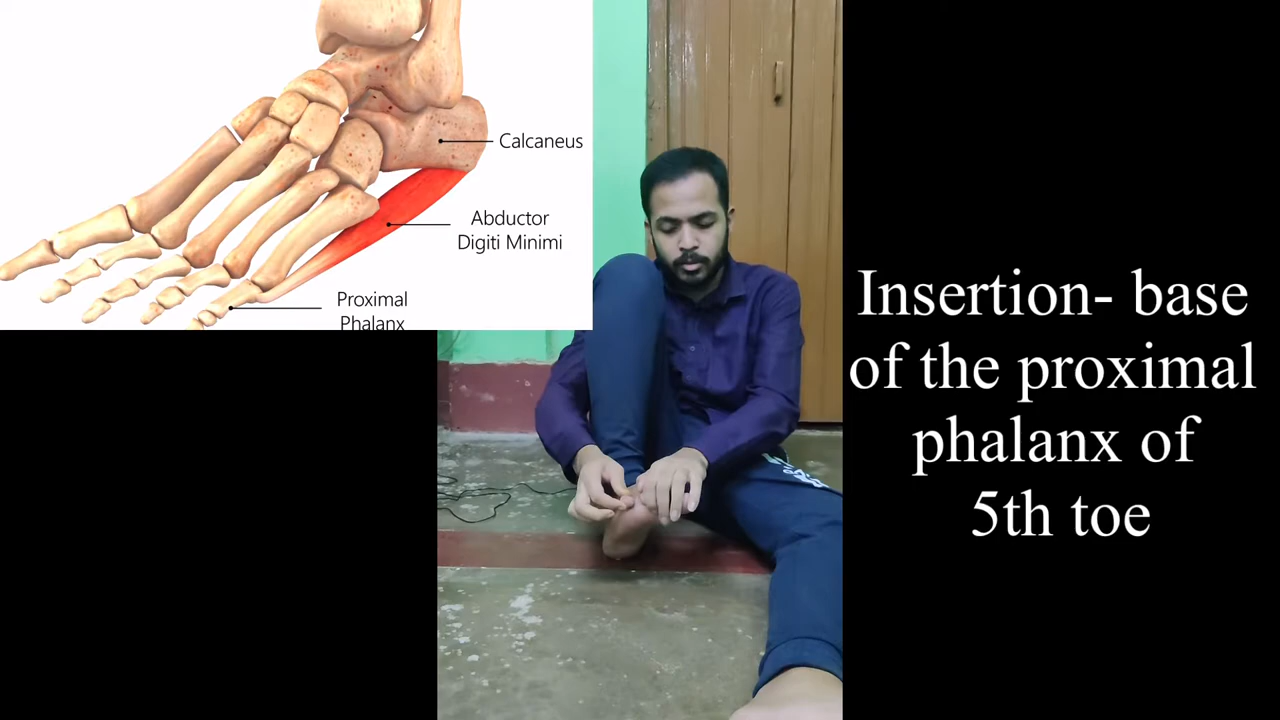 Calcaneus
Abductor
Digiti Minimi
Proximal
Phalanx
Insertion- base
of the proximal
phalanx of
5th toe